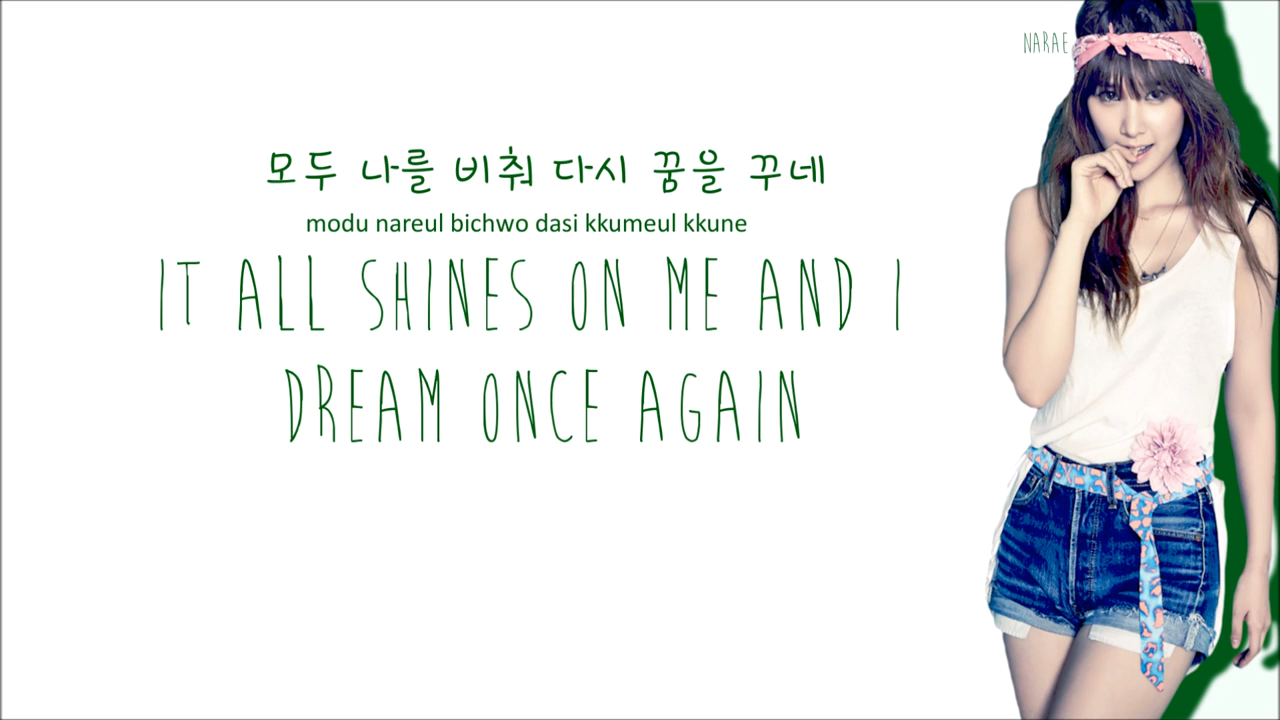 NARAE
모두 나를 비춰 다시 꿈을 꾸네
modu nareul bichwo dasi kkumeul kkune
IT ALL SHINES ON ME AND I
DREAM ONCE AGAIN